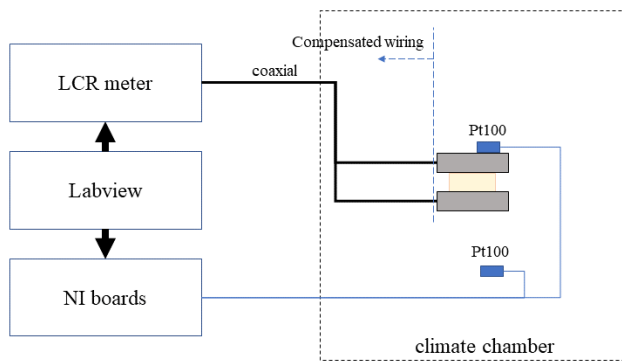 Compensated wiring
LCR meter
coaxial
Pt100
Labview
Pt100
NI boards
climate chamber